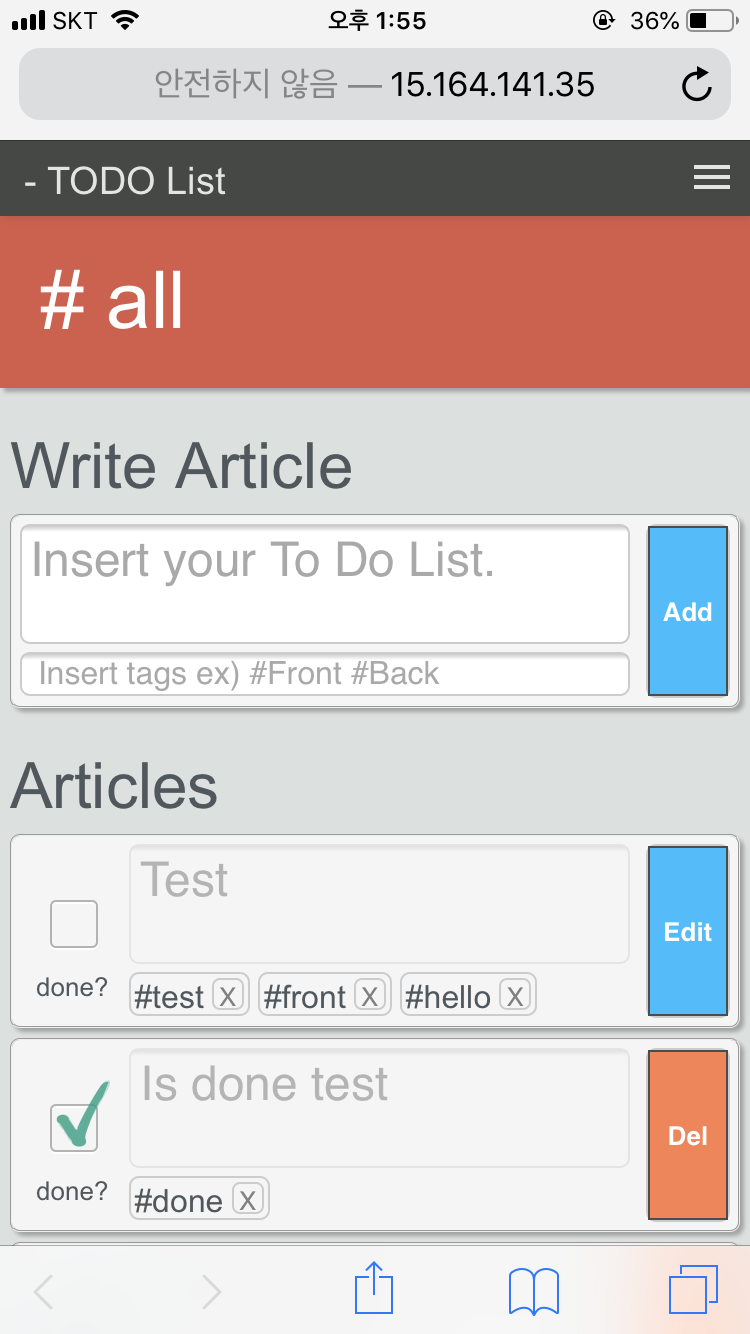 SKT 오후 1:55 36%
안전하지 않음 — 15.164.141.35
- TODO List
# all
Write Article
Insert your To Do List.
Add
Insert tags ex) #Front #Back
Articles
Test
Edit
done?
#test X #front X #hello X
Is done test
Del
done?
#done X